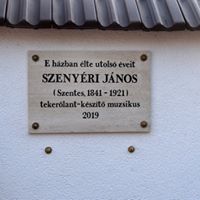 E házban élte utolsó éveit
SZENYÉRI JÁNOS
(Szentes, 1841 - 1921)
tekerőlant-készítő muzsikus
2019